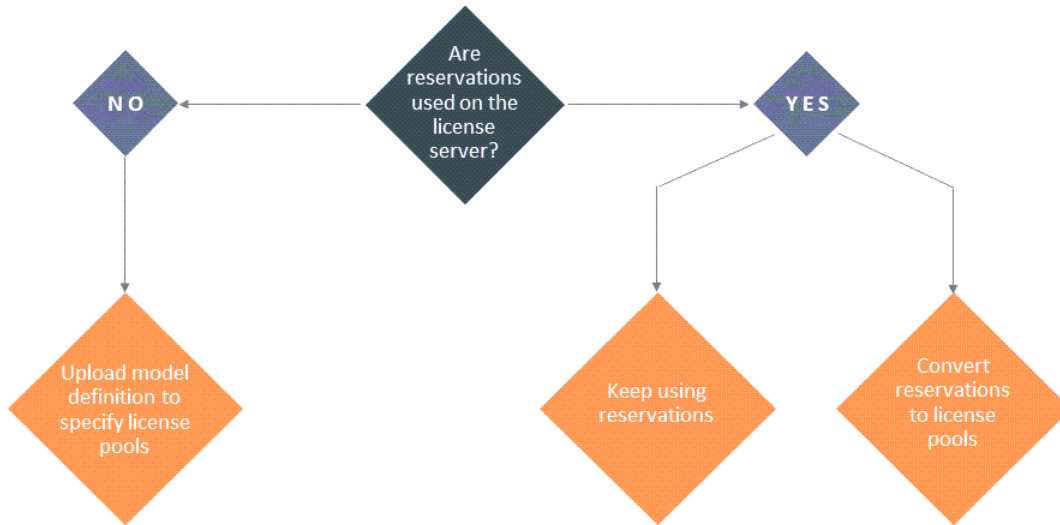 Are
reservations
used on the
license
server?
NO
YES
Upload model
definition to
specify license
pools
Keep using
reservations
Convert
reservations
to license
pools